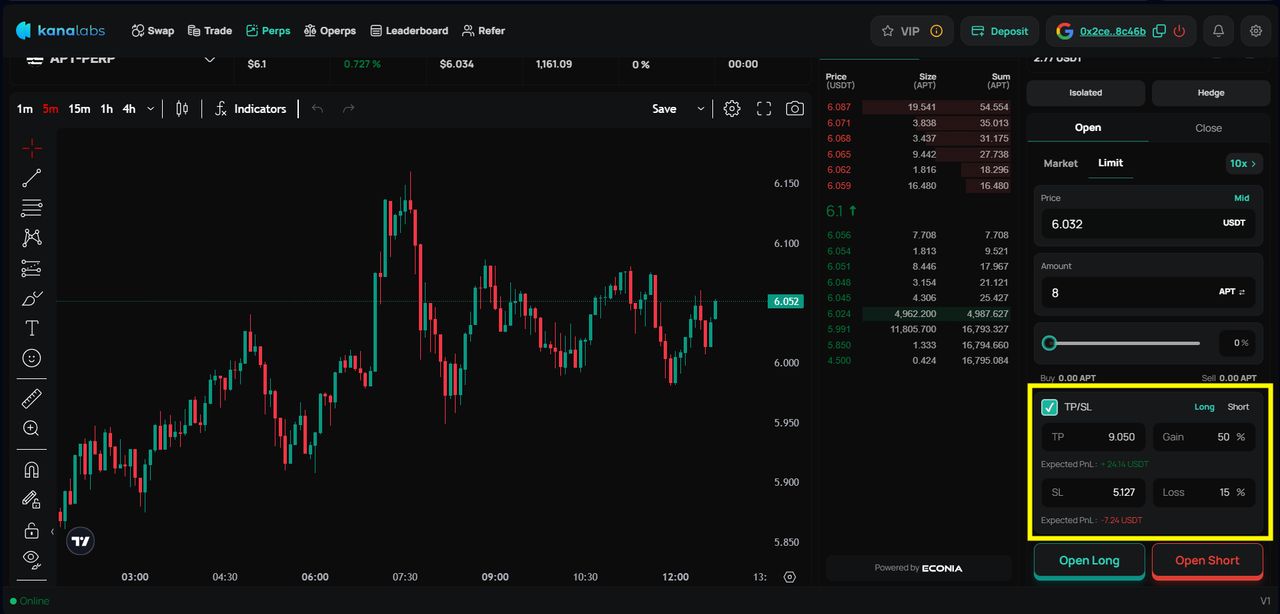 kanalabs Swap Trade Perps Operps Leaderboard Refer VIP Deposit 0x2ce..8c46b
APT-PERP $6.1 0.727 % $6.034 1,161.09 0 % 00:00
2.77 USDT
1m 5m 15m 1h 4h Indicators Save
6.150
6.100
6.052
6.000
5.950
5.900
5.850
03:00 04:30 06:00 07:30 09:00 10:30 12:00 13:
Price Size Sum
(USDT) (APT) (APT)
6.087 19.541 54.554
6.071 3.838 35.013
6.068 3.437 31.175
6.065 9.442 27.738
6.062 1.816 18.296
6.059 16.480 16.480
6.1
6.056 7.708 7.708
6.054 1.813 9.521
6.051 8.446 17.967
6.048 3.154 21.121
6.045 4.306 25.427
6.024 4,962.200 4,987.627
5.991 11,805.700 16,793.327
5.850 1.333 16,794.660
4.500 0.424 16,795.084
Powered by ECONIA
Isolated Hedge
Open Close
Market Limit 10x >
Price Mid
6.032 USDT
Amount
8 APT
0 %
Buy 0.00 APT Sell 0.00 APT
TP/SL Long Short
TP 9.050 Gain 50 %
Expected PnL : + 24.14 USDT
SL 5.127 Loss 15 %
Expected PnL : -7.24 USDT
Open Long Open Short
Online V1